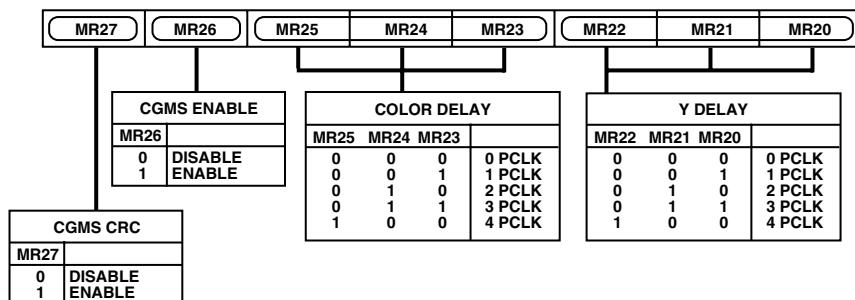 MR27 MR26 MR25 MR24 MR23 MR22 MR21 MR20
CGMS ENABLE
MR26
0 DISABLE
1 ENABLE
COLOR DELAY
MR25 MR24 MR23
0 0 0 0 PCLK
0 0 1 1 PCLK
0 1 0 2 PCLK
0 1 1 3 PCLK
1 0 0 4 PCLK
Y DELAY
MR22 MR21 MR20
0 0 0 0 PCLK
0 0 1 1 PCLK
0 1 0 2 PCLK
0 1 1 3 PCLK
1 0 0 4 PCLK
CGMS CRC
MR27
0 DISABLE
1 ENABLE